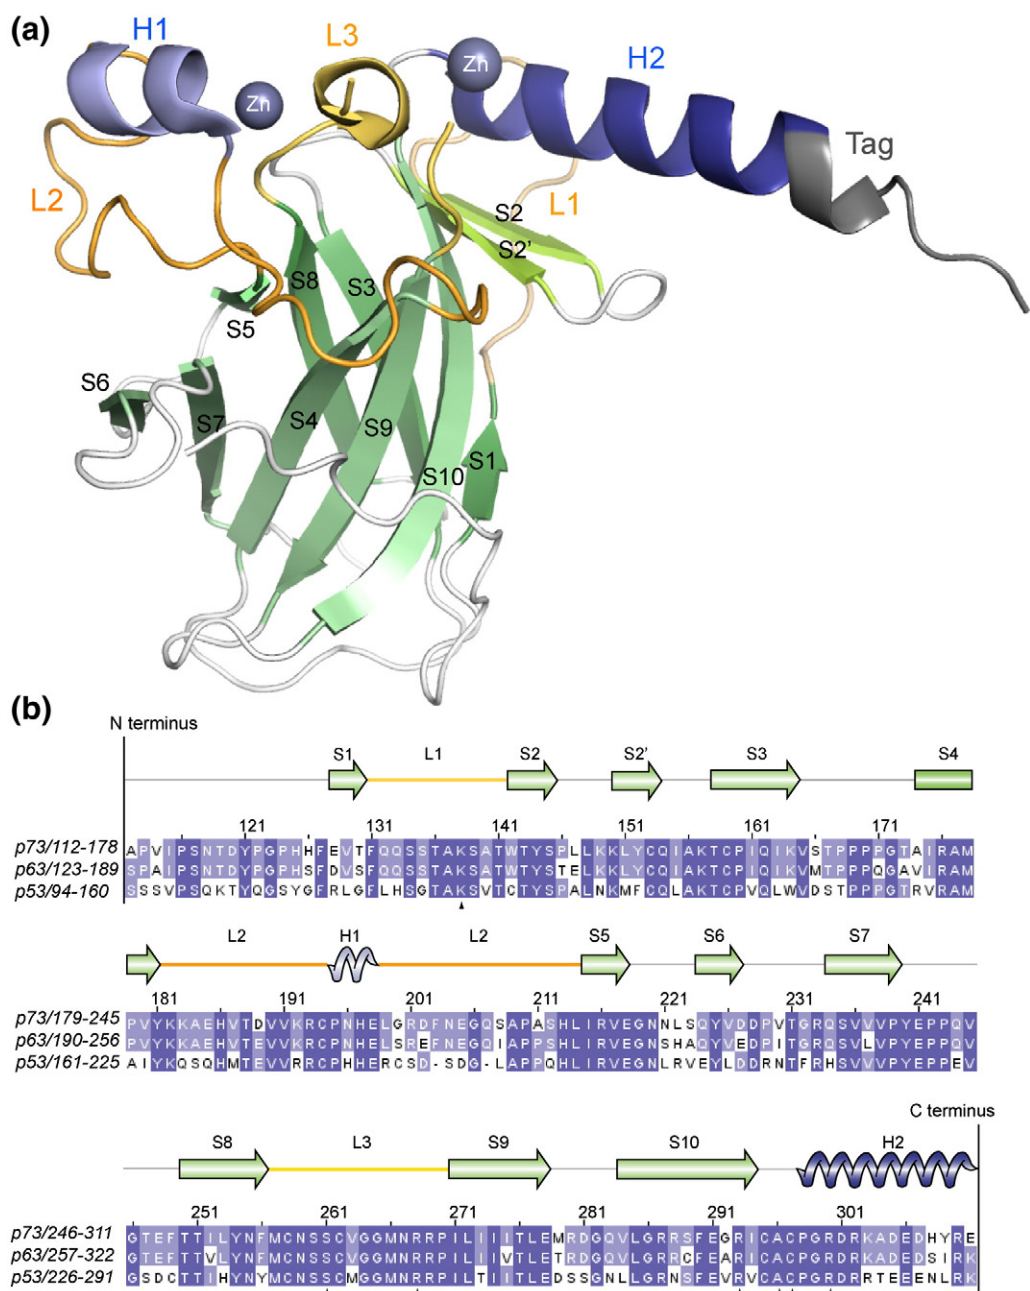 (a)
H1
L3
H2
Zn
Zn
Tag
L2
L1
S2
S2'
S8
S3
S5
S6
S7
S4
S9
S10
S1
(b)
N terminus
S1 L1 S2 S2' S3 S4
121 131 141 151 161 171
p73/112-178 APVIPSNTDYPGPHHFEVTFQQSSTAKSATWTYSPLLKKLYCQIAKTCPIQIKVSTPPPPGTAIRAM
p63/123-189 SPAIPSNTDYPGPHSFDVSFQQSSTAKSATWTYSTELKKLYCQIAKTCPIQIKVMTPPPQGAVIRAM
p53/94-160 SSSVPSQKTYQGSYGFRLGFLHSGTAKSVTCTYSPALNKMFCQLAKTCPVQLWVDSTPPPGTRVRAM
L2 H1 L2 S5 S6 S7
181 191 201 211 221 231 241
p73/179-245 PVYKKAEHVTDVVKRCPNHELGRDFNEGQSAPASHLIRVEGNNLSQYVDDPVTGRQSVVVPYEPPQV
p63/190-256 PVYKKAEHVTEVVKRCPNHELSREFNEGQIAPPSHLIRVEGNSHAQYVEDPITGRQSVLVPYEPPQV
p53/161-225 AIYKQSQHMTEVVRRCPHHERCSD-SDG-LAPPQHLIRVEGNLRVEYLDDRNTFRHSVVVPYEPPEV
C terminus
S8 L3 S9 S10 H2
251 261 271 281 291 301
p73/246-311 GTEFTTILYNFMCNSSCVGGMNRRPILIIITLEMRDGQVLGRRSFEGRICACPGRDRKADEDHYRE
p63/257-322 GTEFTTVLYNFMCNSSCVGGMNRRPILIIVTLETRDGQVLGRRCFEARICACPGRDRKADEDSIRK
p53/226-291 GSDCTTIHYNYMCNSSCMGGMNRRPILTIITLEDSSGNLLGRNSFEVRVCACPGRDRRTEEENLRK